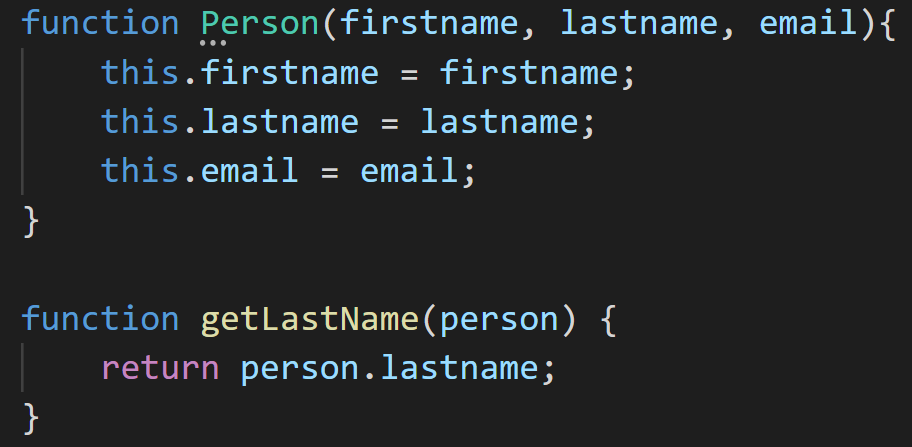 function Person(firstname, lastname, email){
    this.firstname = firstname;
    this.lastname = lastname;
    this.email = email;
}

function getLastName(person) {
    return person.lastname;
}